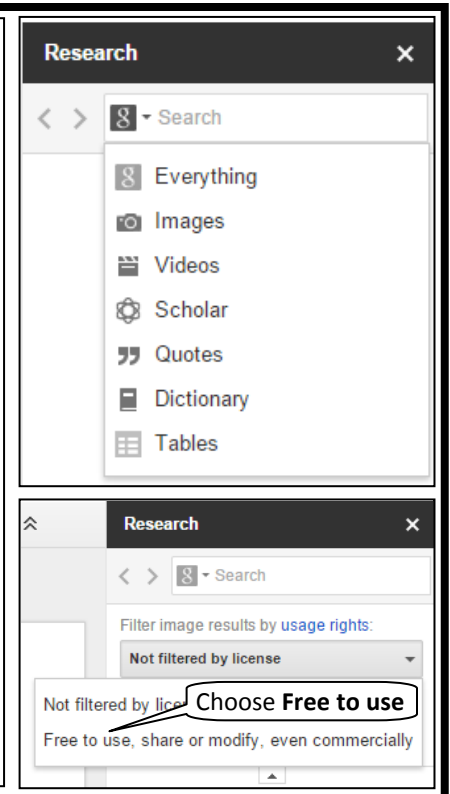 Research ×
8 Search
8 Everything
Images
Videos
Scholar
Quotes
Dictionary
Tables
Research ×
8 Search
Filter image results by usage rights:
Not filtered by license
Not filtered by lice
Choose Free to use
Free to use, share or modify, even commercially